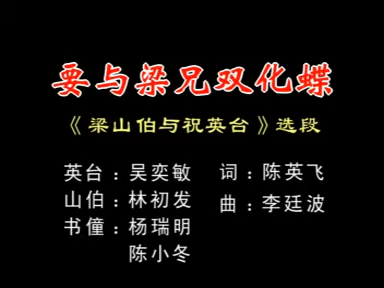 要与梁兄双化蝶
《梁山伯与祝英台》选段
英台：吴奕敏 词：陈英飞
山伯：林初发 曲：李廷波
书僮：杨瑞明
陈小冬